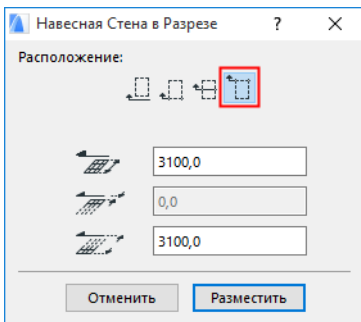 Навесная Стена в Разрезе ?
Расположение:
3100,0
0,0
3100,0
Отменить Разместить